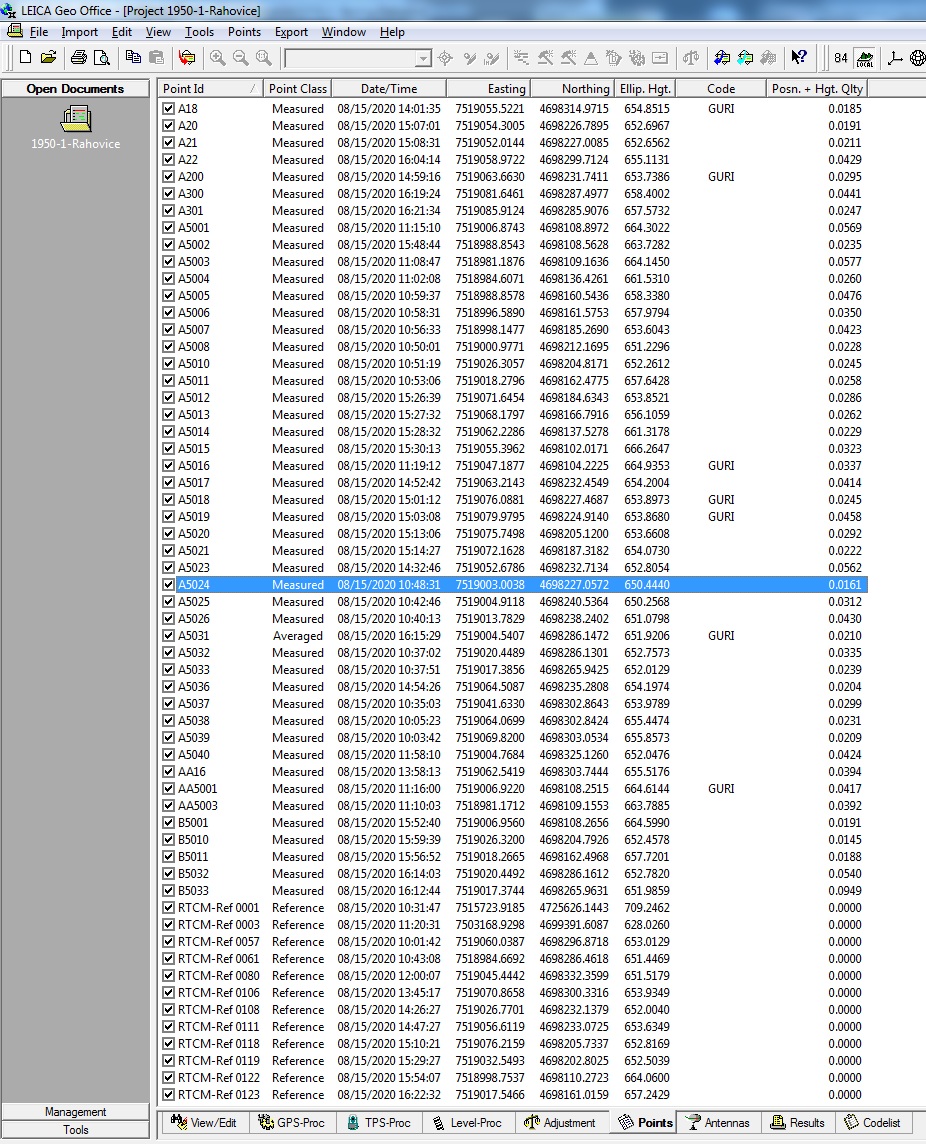 LEICA Geo Office - [Project 1950-1-Rahovice]
File Import Edit View Tools Points Export Window Help
84 LOCAL
Open Documents
1950-1-Rahovice
Point Id Point Class Date/Time Easting Northing Ellip. Hgt. Code Posn. + Hgt. Qlty
A18 Measured 08/15/2020 14:01:35 7519055.5221 4698314.9715 654.8515 GURI 0.0185
A20 Measured 08/15/2020 15:07:01 7519054.3005 4698226.7895 652.6967 0.0191
A21 Measured 08/15/2020 15:08:31 7519052.0144 4698227.0085 652.6562 0.0211
A22 Measured 08/15/2020 16:04:14 7519058.9722 4698299.7124 655.1131 0.0429
A200 Measured 08/15/2020 14:59:16 7519063.6630 4698231.7411 653.7386 GURI 0.0295
A300 Measured 08/15/2020 16:19:24 7519081.6461 4698287.4977 658.4002 0.0441
A301 Measured 08/15/2020 16:21:34 7519085.9124 4698285.9076 657.5732 0.0247
A5001 Measured 08/15/2020 11:15:10 7519006.8743 4698108.8972 664.3022 0.0569
A5002 Measured 08/15/2020 15:48:44 7518988.8543 4698108.5628 663.7282 0.0235
A5003 Measured 08/15/2020 11:08:47 7518981.1876 4698109.1636 664.1450 0.0577
A5004 Measured 08/15/2020 11:02:08 7518984.6071 4698136.4261 661.5310 0.0260
A5005 Measured 08/15/2020 10:59:37 7518988.8578 4698160.5436 658.3380 0.0476
A5006 Measured 08/15/2020 10:58:31 7518996.5890 4698161.5753 657.9794 0.0350
A5007 Measured 08/15/2020 10:56:33 7518998.1477 4698185.2690 653.6043 0.0423
A5008 Measured 08/15/2020 10:50:01 7519000.9771 4698212.1695 651.2296 0.0228
A5010 Measured 08/15/2020 10:51:19 7519026.3057 4698204.8171 652.2612 0.0245
A5011 Measured 08/15/2020 10:53:06 7519018.2796 4698162.4775 657.6428 0.0258
A5012 Measured 08/15/2020 15:26:39 7519071.6454 4698184.6343 653.8521 0.0286
A5013 Measured 08/15/2020 15:27:32 7519068.1797 4698166.7916 656.1059 0.0262
A5014 Measured 08/15/2020 15:28:32 7519062.2286 4698137.5278 661.3178 0.0229
A5015 Measured 08/15/2020 15:30:13 7519055.3962 4698102.0171 666.2647 0.0323
A5016 Measured 08/15/2020 11:19:12 7519047.1877 4698104.2225 664.9353 GURI 0.0337
A5017 Measured 08/15/2020 14:52:42 7519063.2143 4698232.4549 654.2004 0.0414
A5018 Measured 08/15/2020 15:01:12 7519076.0881 4698227.4687 653.8973 GURI 0.0245
A5019 Measured 08/15/2020 15:03:08 7519079.9795 4698224.9140 653.8680 GURI 0.0458
A5020 Measured 08/15/2020 15:13:06 7519075.7498 4698205.1200 653.6608 0.0292
A5021 Measured 08/15/2020 15:14:27 7519072.1628 4698187.3182 654.0730 0.0222
A5023 Measured 08/15/2020 14:32:46 7519052.6786 4698232.7134 652.8054 0.0562
A5024 Measured 08/15/2020 10:48:31 7519003.0038 4698227.0572 650.4440 0.0161
A5025 Measured 08/15/2020 10:42:46 7519004.9118 4698240.5364 650.2568 0.0312
A5026 Measured 08/15/2020 10:40:13 7519013.7829 4698238.2402 651.0798 0.0430
A5031 Averaged 08/15/2020 16:15:29 7519004.5407 4698286.1472 651.9206 GURI 0.0210
A5032 Measured 08/15/2020 10:37:02 7519020.4489 4698286.1301 652.7573 0.0335
A5033 Measured 08/15/2020 10:37:51 7519017.3856 4698265.9425 652.0129 0.0239
A5036 Measured 08/15/2020 14:54:26 7519064.5087 4698235.2808 654.1974 0.0204
A5037 Measured 08/15/2020 10:35:03 7519041.6330 4698302.8643 653.9789 0.0299
A5038 Measured 08/15/2020 10:05:23 7519064.0699 4698302.8424 655.4474 0.0231
A5039 Measured 08/15/2020 10:03:42 7519069.8200 4698303.0534 655.8573 0.0209
A5040 Measured 08/15/2020 11:58:10 7519004.7684 4698325.1260 652.0476 0.0424
AA16 Measured 08/15/2020 13:58:13 7519062.5419 4698303.7444 655.5176 0.0394
AA5001 Measured 08/15/2020 11:16:00 7519006.9220 4698108.2515 664.6144 GURI 0.0417
AA5003 Measured 08/15/2020 11:10:03 7518981.1712 4698109.1553 663.7885 0.0392
B5001 Measured 08/15/2020 15:52:40 7519006.9560 4698108.2656 664.5990 0.0191
B5010 Measured 08/15/2020 15:59:39 7519026.3200 4698204.7926 652.4578 0.0145
B5011 Measured 08/15/2020 15:56:52 7519018.2665 4698162.4968 657.7201 0.0188
B5032 Measured 08/15/2020 16:14:03 7519020.4492 4698286.1612 652.7820 0.0540
B5033 Measured 08/15/2020 16:12:44 7519017.3744 4698265.9631 651.9859 0.0949
RTCM-Ref 0001 Reference 08/15/2020 10:31:47 7515723.9185 4725626.1443 709.2462 0.0000
RTCM-Ref 0003 Reference 08/15/2020 11:20:31 7503168.9298 4699391.6087 628.0260 0.0000
RTCM-Ref 0057 Reference 08/15/2020 10:01:42 7519060.0387 4698296.8718 653.0129 0.0000
RTCM-Ref 0061 Reference 08/15/2020 10:43:08 7518984.6692 4698286.4618 651.4469 0.0000
RTCM-Ref 0080 Reference 08/15/2020 12:00:07 7519045.4442 4698332.3599 651.5179 0.0000
RTCM-Ref 0106 Reference 08/15/2020 13:45:17 7519070.8658 4698300.3316 653.9349 0.0000
RTCM-Ref 0108 Reference 08/15/2020 14:26:27 7519026.7701 4698232.1379 652.0040 0.0000
RTCM-Ref 0111 Reference 08/15/2020 14:47:27 7519056.6119 4698233.0725 653.6349 0.0000
RTCM-Ref 0118 Reference 08/15/2020 15:10:21 7519076.2159 4698205.7337 652.8169 0.0000
RTCM-Ref 0119 Reference 08/15/2020 15:29:27 7519032.5493 4698202.8025 652.5039 0.0000
RTCM-Ref 0122 Reference 08/15/2020 15:54:07 7518998.7537 4698110.2723 664.0600 0.0000
RTCM-Ref 0123 Reference 08/15/2020 16:22:32 7519017.5466 4698161.0159 657.2429 0.0000
Management
Tools
View/Edit GPS-Proc TPS-Proc Level-Proc Adjustment Points Antennas Results Codelist